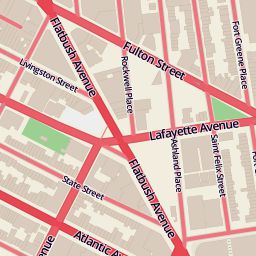 Flatbush Avenue
Fulton Street
Fort Greene Place
Livingston Street
Rockwell Place
Lafayette Avenue
Ashland Place
Saint Felix Street
Flatbush Avenue
State Street
Atlantic Av